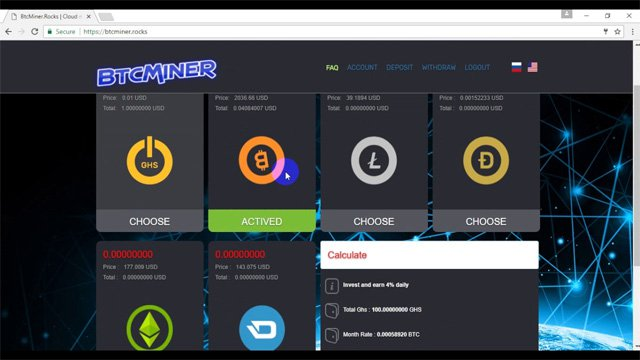 BtcMiner.Rocks | Cloud
Secure
https://btcminer.rocks
BTCMINER
FAQ ACCOUNT DEPOSIT WITHDRAW LOGOUT
Price: 0.01 USD
Total: 1.00000000 USD
GHS
CHOOSE
Price: 2036.65 USD
Total: 0.04084007 USD
ACTIVED
Price: 39.1894 USD
Total: 0.00000000 USD
CHOOSE
Price: 0.00152233 USD
Total: 0.00000000 USD
CHOOSE
0.00000000
Price : 177.009 USD
Total : 0.00000000 USD
0.00000000
Price : 143.075 USD
Total : 0.00000000 USD
Calculate
Invest and earn 4% daily
Total Ghs : 100.00000000 GHS
Month Rate : 0.00058920 BTC